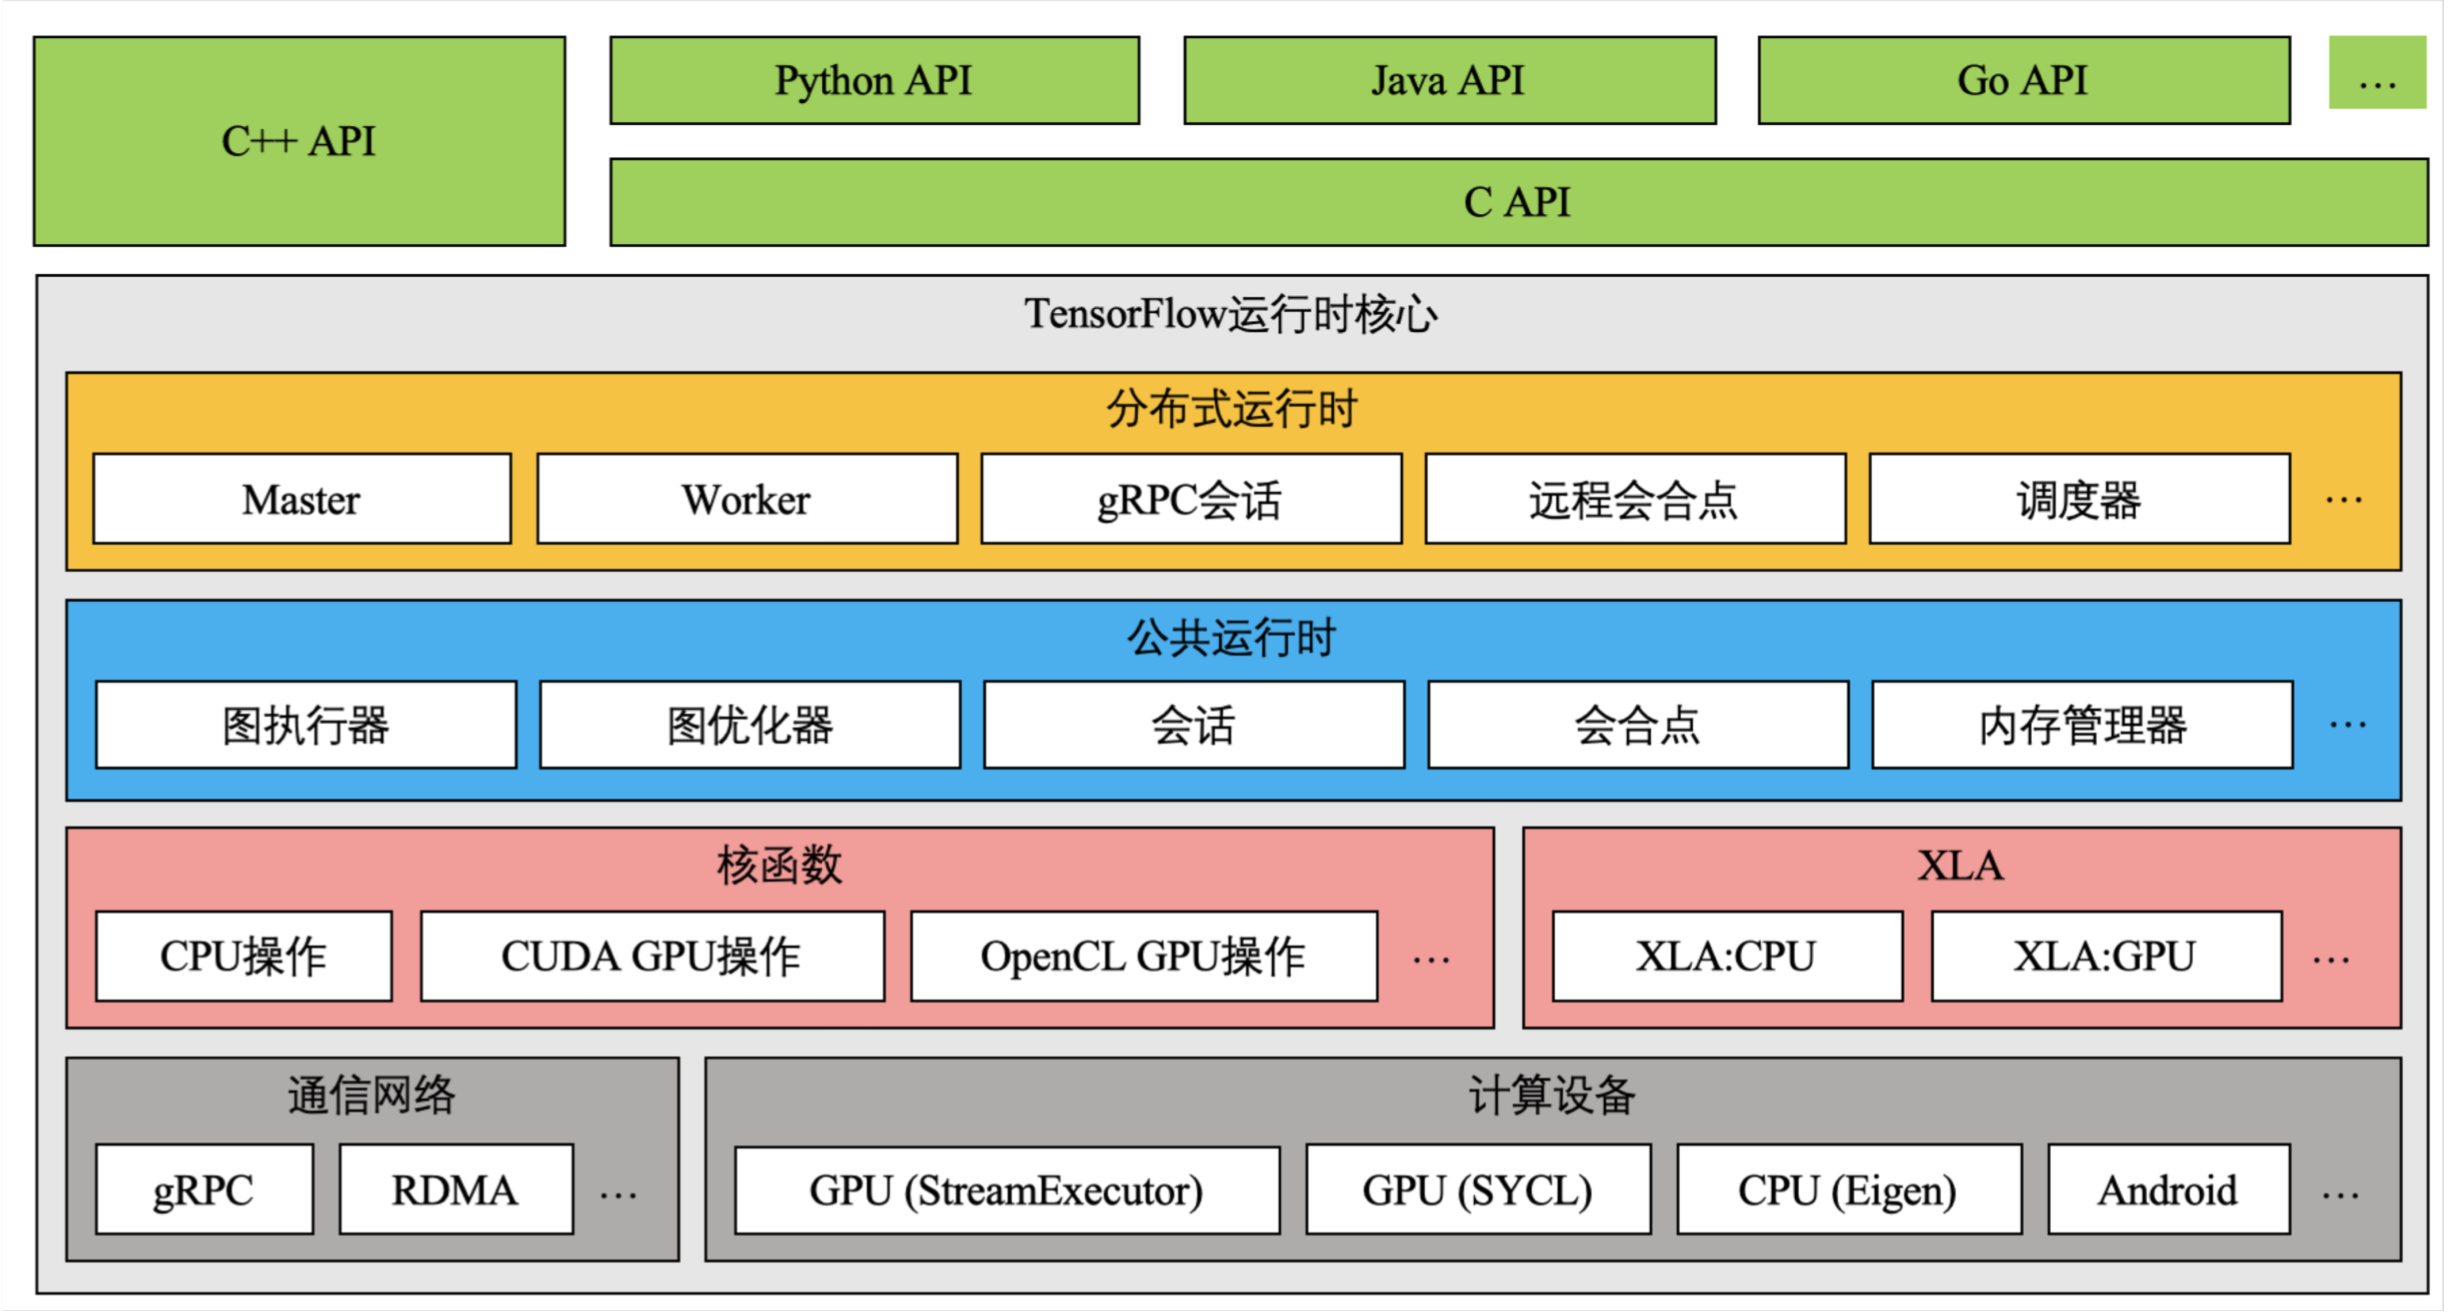 C++ API
Python API
Java API
Go API
…
C API
TensorFlow运行时核心
分布式运行时
Master
Worker
gRPC会话
远程会合点
调度器
…
公共运行时
图执行器
图优化器
会话
会合点
内存管理器
…
核函数
CPU操作
CUDA GPU操作
OpenCL GPU操作
…
XLA
XLA:CPU
XLA:GPU
…
通信网络
gRPC
RDMA
…
计算设备
GPU (StreamExecutor)
GPU (SYCL)
CPU (Eigen)
Android
…